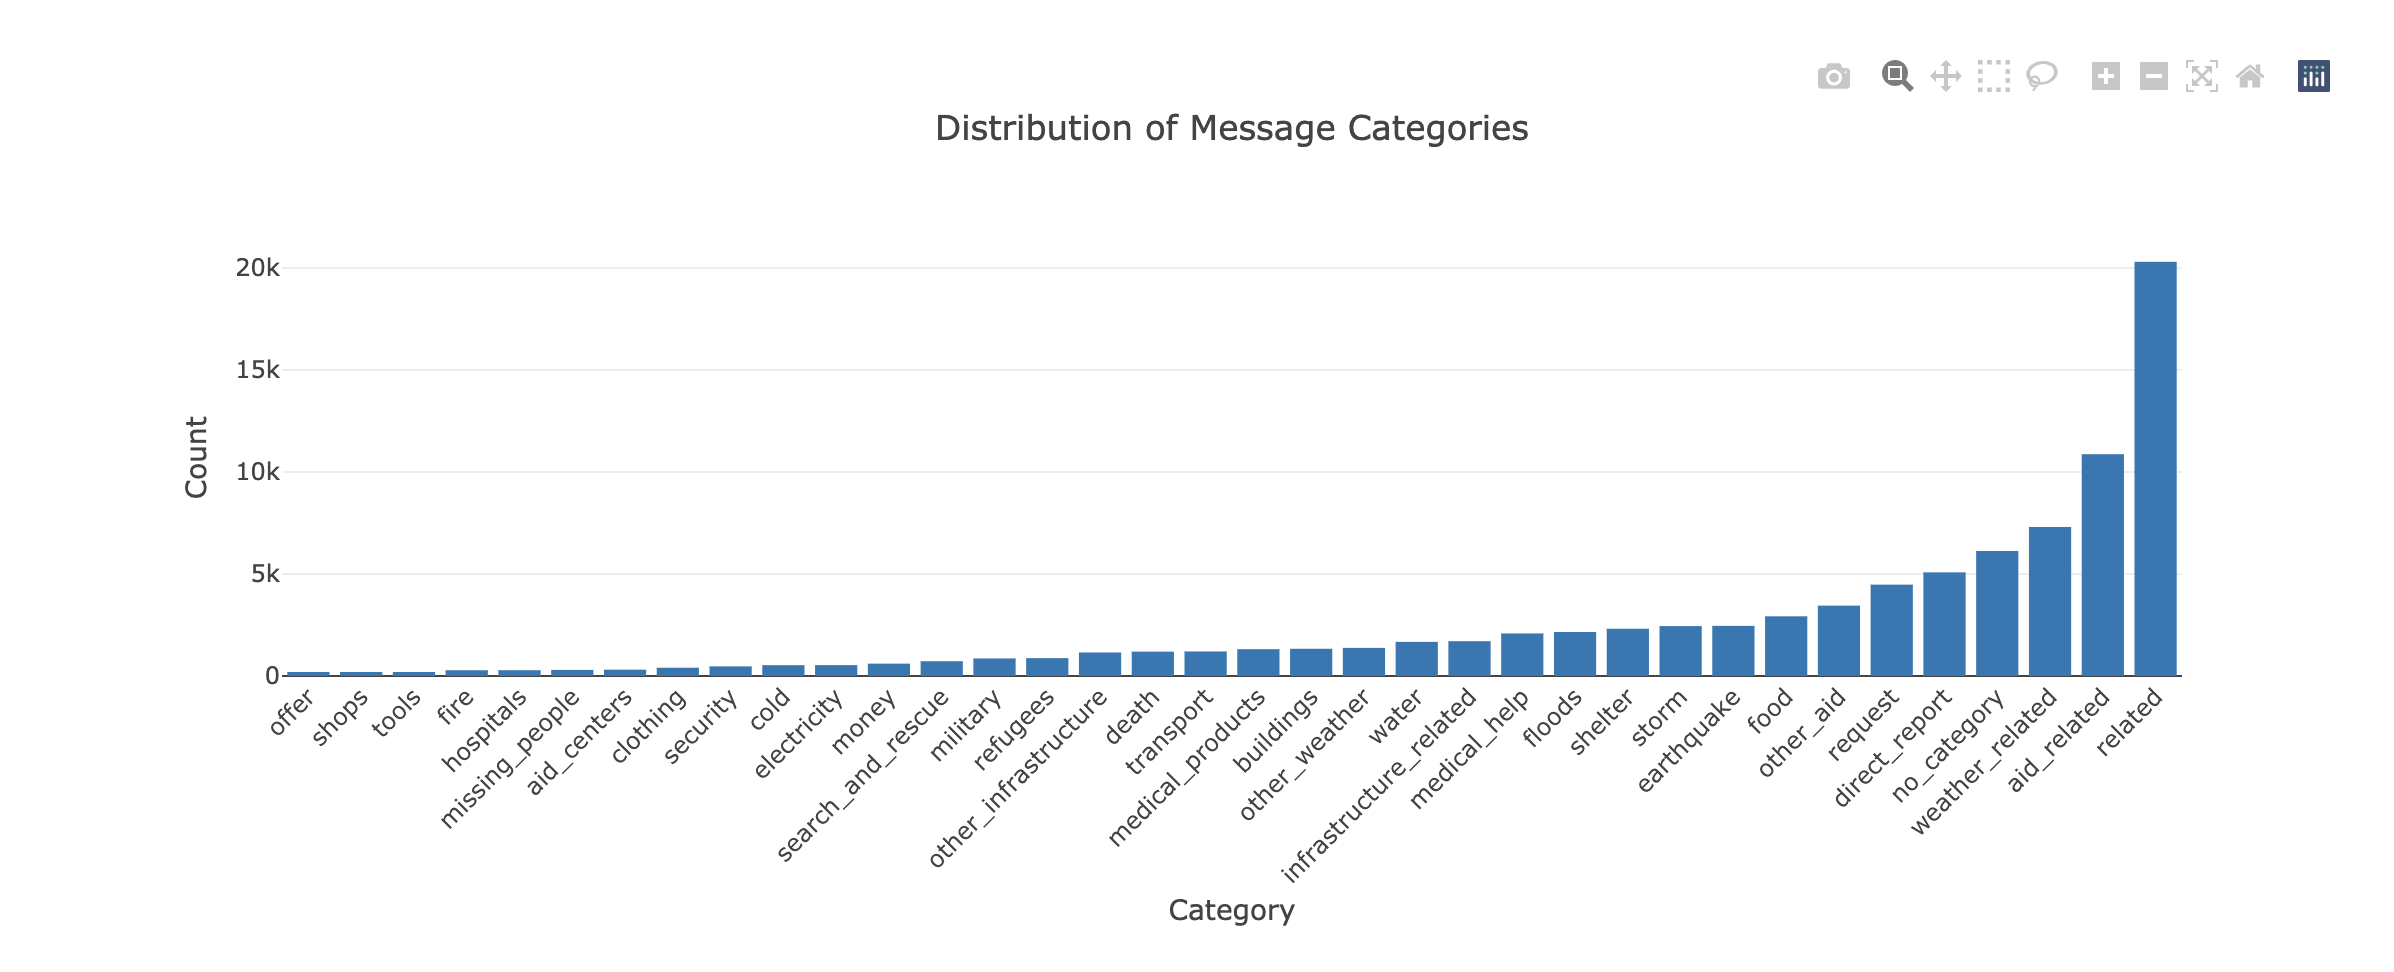 Distribution of Message Categories
20k
15k
10k
5k
0
Count
offer
shops
tools
fire
hospitals
missing_people
aid_centers
clothing
security
cold
electricity
money
search_and_rescue
military
refugees
other_infrastructure
death
transport
medical_products
buildings
other_weather
water
infrastructure_related
medical_help
floods
shelter
storm
earthquake
food
other_aid
request
direct_report
no_category
weather_related
aid_related
related
Category